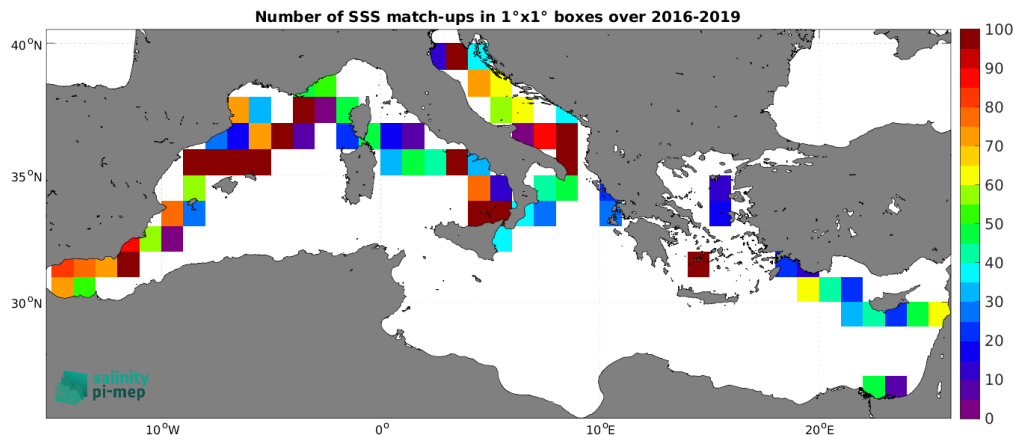 Number of SSS match-ups in 1°x1° boxes over 2016-2019
40°N
35°N
30°N
10°W
0°
10°E
20°E
100
90
80
70
60
50
40
30
20
10
0
salinity
pi-mep